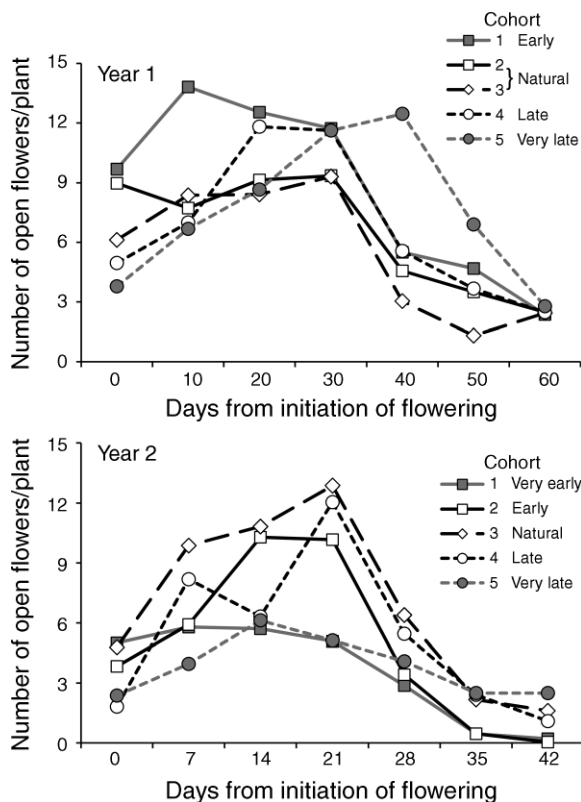 Year 1
Cohort
1 Early
2
3 } Natural
4 Late
5 Very late
Number of open flowers/plant
15
12
9
6
3
0
0 10 20 30 40 50 60
Days from initiation of flowering
Year 2
Cohort
1 Very early
2 Early
3 Natural
4 Late
5 Very late
Number of open flowers/plant
15
12
9
6
3
0
0 7 14 21 28 35 42
Days from initiation of flowering